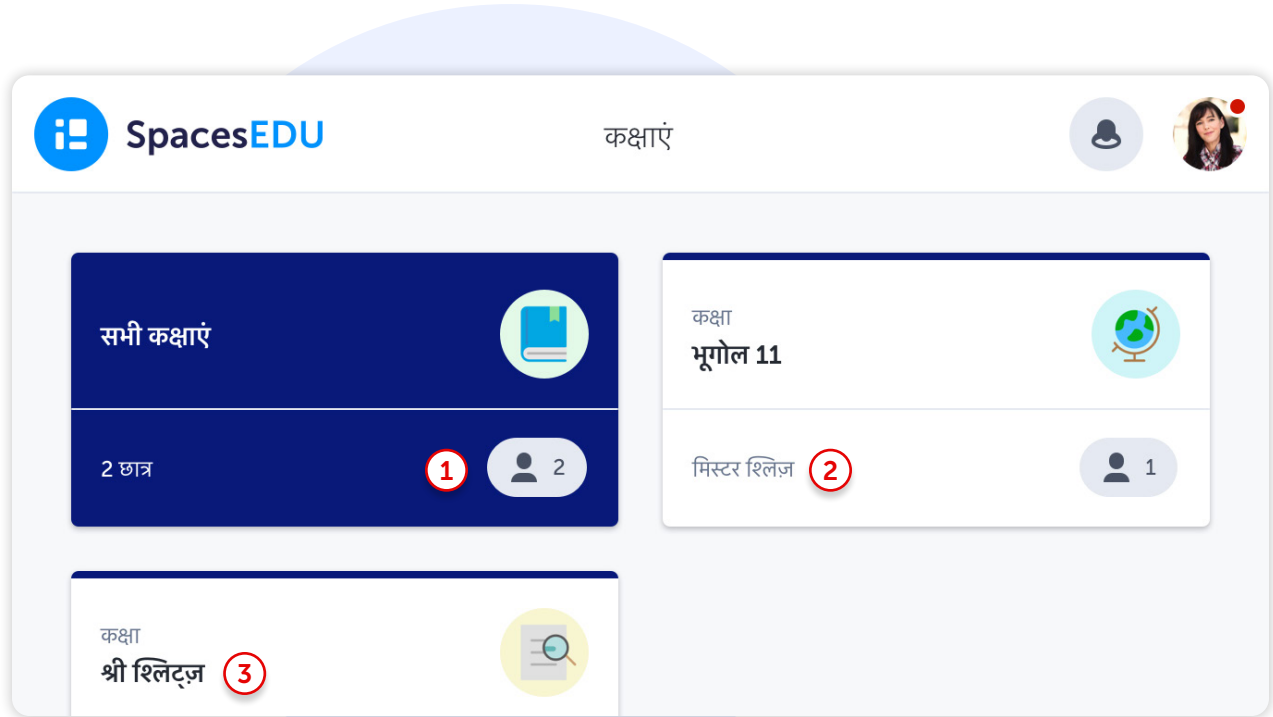 SpacesEDU
कक्षाएं
सभी कक्षाएं
2 छात्र
1
2
कक्षा
भूगोल 11
मिस्टर श्लिज़
2
1
कक्षा
श्री श्लिट्ज़
3